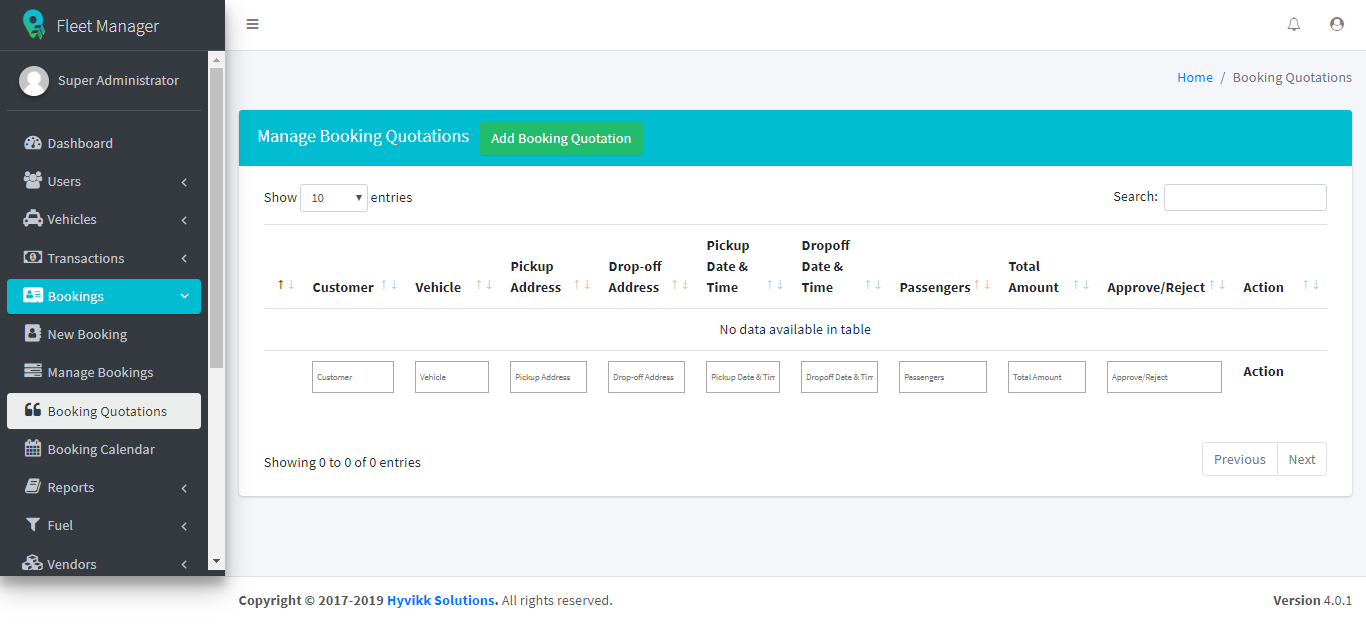 Fleet Manager
Super Administrator
Dashboard
Users
Vehicles
Transactions
Bookings
New Booking
Manage Bookings
Booking Quotations
Booking Calendar
Reports
Fuel
Vendors
Home / Booking Quotations
Manage Booking Quotations
Add Booking Quotation
Show 10 entries
Search:
Customer
Vehicle
Pickup
Address
Drop-off
Address
Pickup
Date &
Time
Dropoff
Date &
Time
Passengers
Total
Amount
Approve/Reject
Action
No data available in table
Customer
Vehicle
Pickup Address
Drop-off Address
Pickup Date & Tim
Dropoff Date & Tim
Passengers
Total Amount
Approve/Reject
Action
Showing 0 to 0 of 0 entries
Previous
Next
Copyright © 2017-2019 Hyvikk Solutions. All rights reserved.
Version 4.0.1